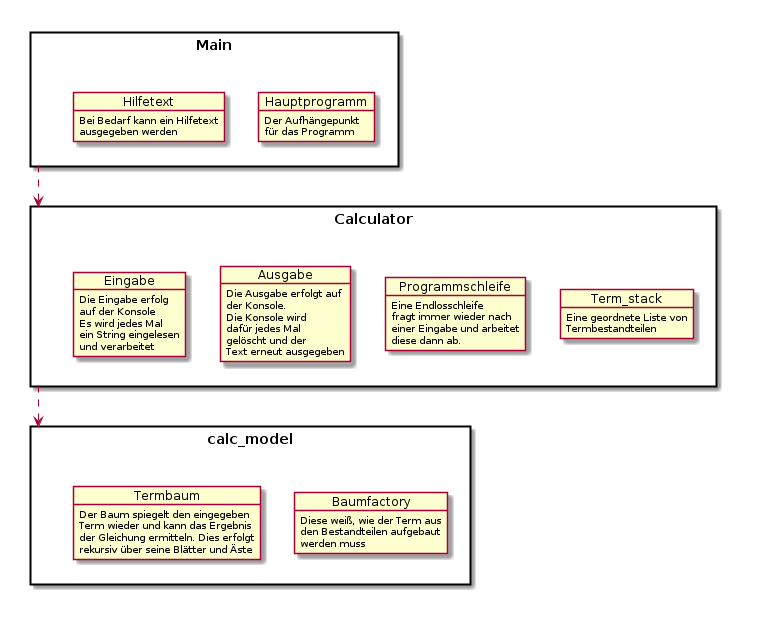 Main
Hilfetext
Bei Bedarf kann ein Hilfetext
ausgegeben werden
Hauptprogramm
Der Aufhängepunkt
für das Programm
Calculator
Eingabe
Die Eingabe erfolg
auf der Konsole
Es wird jedes Mal
ein String eingelesen
und verarbeitet
Ausgabe
Die Ausgabe erfolgt auf
der Konsole.
Die Konsole wird
dafür jedes Mal
gelöscht und der
Text erneut ausgegeben
Programmschleife
Eine Endlosschleife
fragt immer wieder nach
einer Eingabe und arbeitet
diese dann ab.
Term_stack
Eine geordnete Liste von
Termbestandteilen
calc_model
Termbaum
Der Baum spiegelt den eingegeben
Term wieder und kann das Ergebnis
der Gleichung ermitteln. Dies erfolgt
rekursiv über seine Blätter und Äste
Baumfactory
Diese weiß, wie der Term aus
den Bestandteilen aufgebaut
werden muss